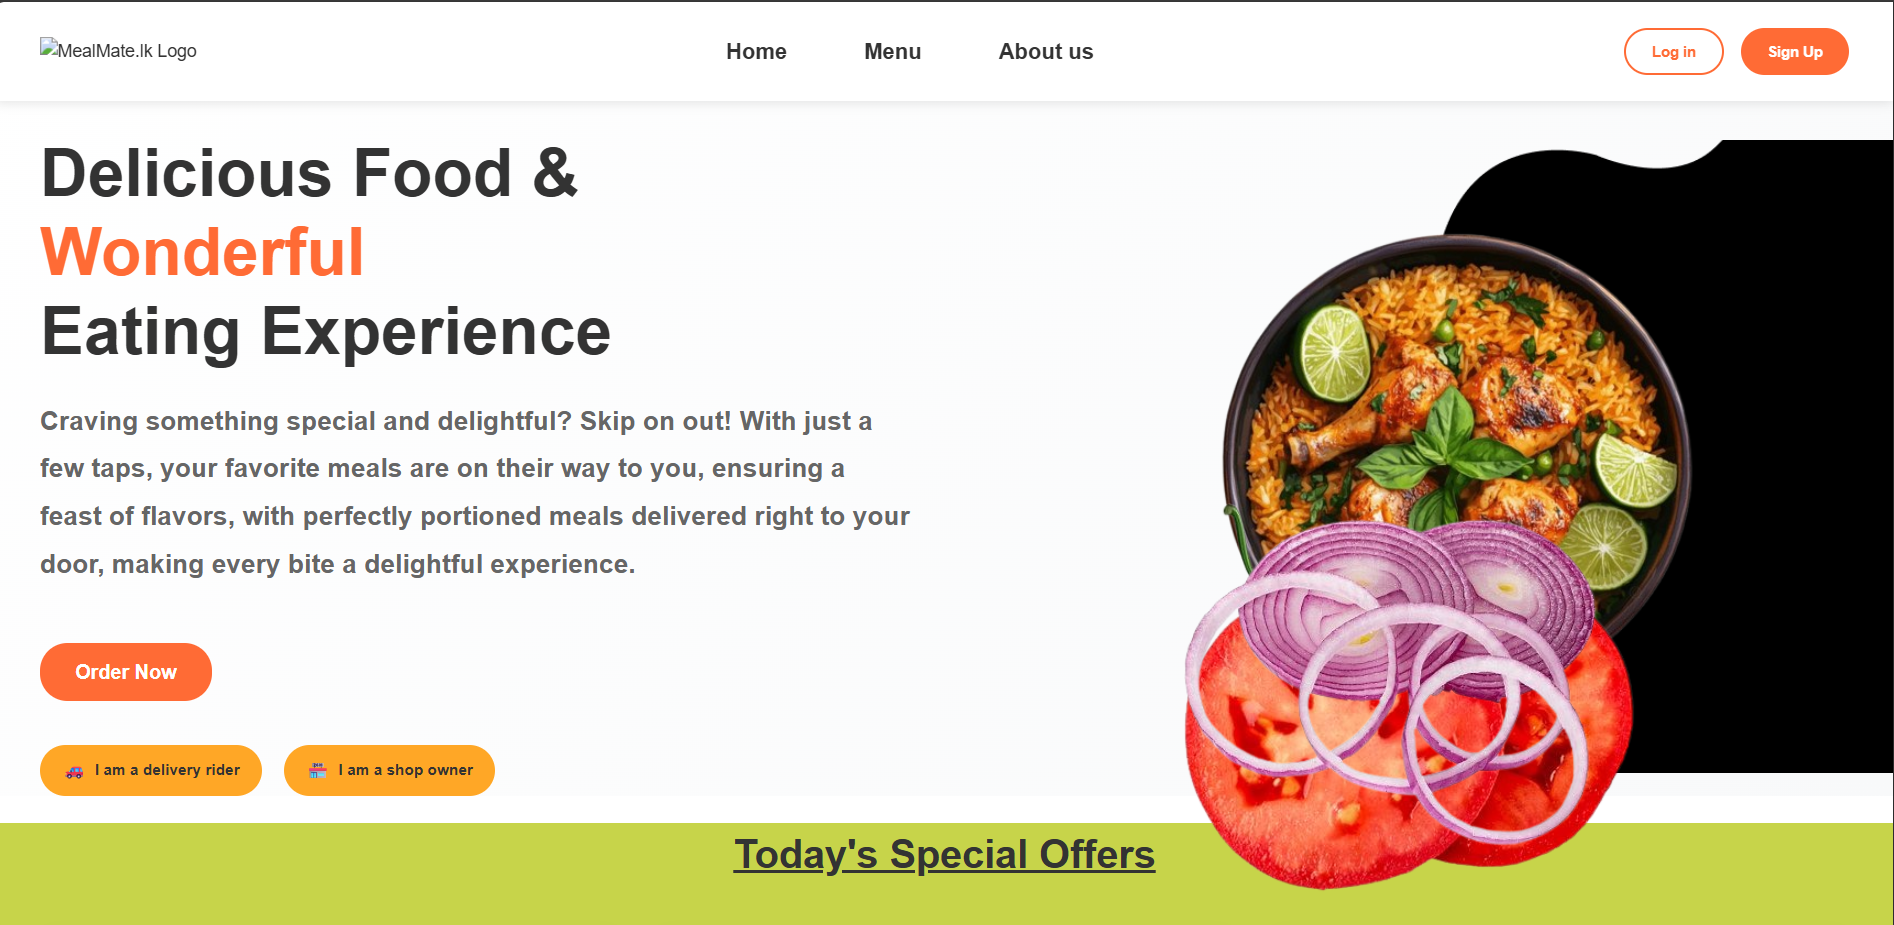 MealMate.lk Logo
Home
Menu
About us
Log in
Sign Up
Delicious Food &
Wonderful
Eating Experience
Craving something special and delightful? Skip on out! With just a
few taps, your favorite meals are on their way to you, ensuring a
feast of flavors, with perfectly portioned meals delivered right to your
door, making every bite a delightful experience.
Order Now
I am a delivery rider
I am a shop owner
Today's Special Offers